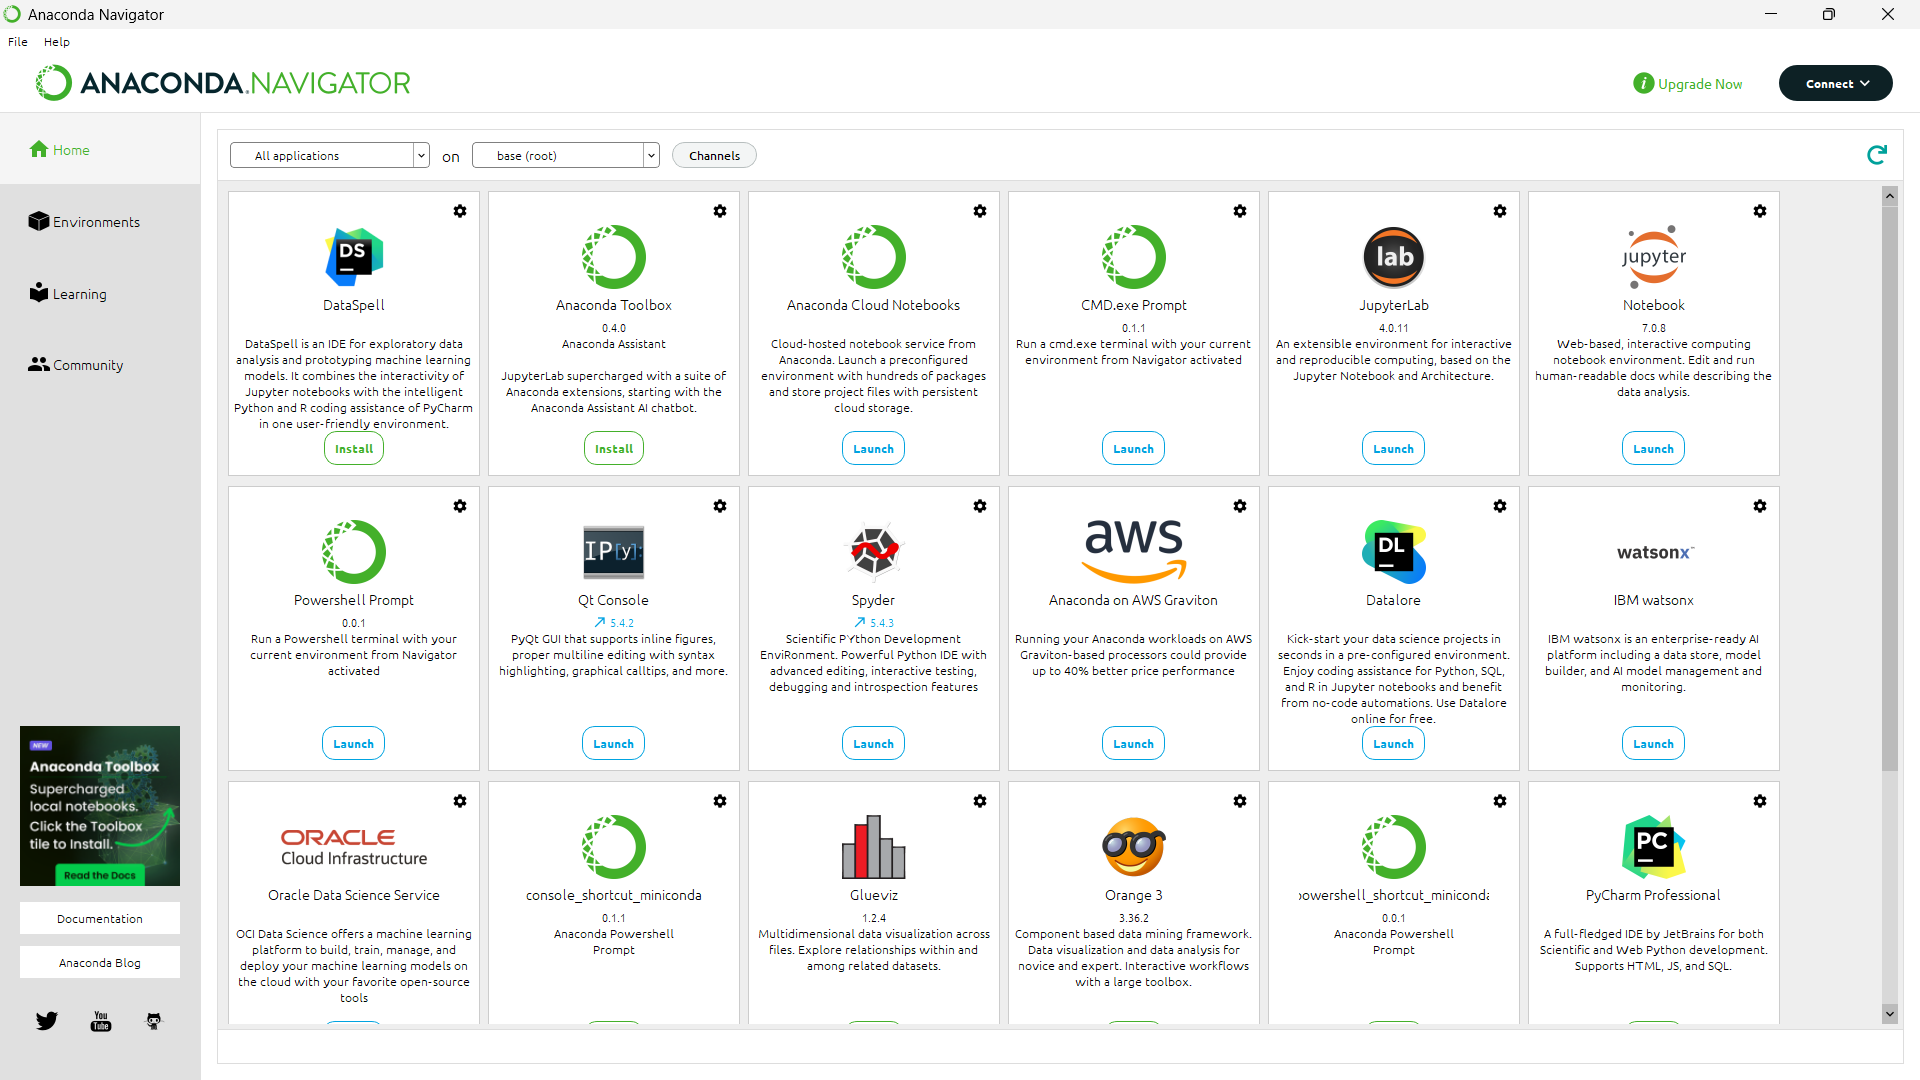 Anaconda Navigator
File Help
ANACONDA.NAVIGATOR
i Upgrade Now
Connect
Home
Environments
Learning
Community
All applications
on
base (root)
Channels
DS
DataSpell
DataSpell is an IDE for exploratory data
analysis and prototyping machine learning
models. It combines the interactivity of
Jupyter notebooks with the intelligent
Python and R coding assistance of PyCharm
in one user-friendly environment.
Install
Anaconda Toolbox
0.4.0
Anaconda Assistant
JupyterLab supercharged with a suite of
Anaconda extensions, starting with the
Anaconda Assistant AI chatbot.
Install
Anaconda Cloud Notebooks
Cloud-hosted notebook service from
Anaconda. Launch a preconfigured
environment with hundreds of packages
and store project files with persistent
cloud storage.
Launch
CMD.exe Prompt
0.1.1
Run a cmd.exe terminal with your current
environment from Navigator activated
Launch
lab
JupyterLab
4.0.11
An extensible environment for interactive
and reproducible computing, based on the
Jupyter Notebook and Architecture.
Launch
jupyter
Notebook
7.0.8
Web-based, interactive computing
notebook environment. Edit and run
human-readable docs while describing the
data analysis.
Launch
Powershell Prompt
0.0.1
Run a Powershell terminal with your
current environment from Navigator
activated
Launch
IP[y]:
Qt Console
5.4.2
PyQt GUI that supports inline figures,
proper multiline editing with syntax
highlighting, graphical calltips, and more.
Launch
Spyder
5.4.3
Scientific PYthon Development
EnviRonment. Powerful Python IDE with
advanced editing, interactive testing,
debugging and introspection features
Launch
aws
Anaconda on AWS Graviton
Running your Anaconda workloads on AWS
Graviton-based processors could provide
up to 40% better price performance
Launch
DL
Datalore
Kick-start your data science projects in
seconds in a pre-configured environment.
Enjoy coding assistance for Python, SQL,
and R in Jupyter notebooks and benefit
from no-code automations. Use Datalore
online for free.
Launch
watsonx™
IBM watsonx
IBM watsonx is an enterprise-ready AI
platform including a data store, model
builder, and AI model management and
monitoring.
Launch
ORACLE
Cloud Infrastructure
Oracle Data Science Service
OCI Data Science offers a machine learning
platform to build, train, manage, and
deploy your machine learning models on
the cloud with your favorite open-source
tools
console_shortcut_miniconda
0.1.1
Anaconda Powershell
Prompt
Glueviz
1.2.4
Multidimensional data visualization across
files. Explore relationships within and
among related datasets.
Orange 3
3.36.2
Component based data mining framework.
Data visualization and data analysis for
novice and expert. Interactive workflows
with a large toolbox.
powershell_shortcut_miniconda
0.0.1
Anaconda Powershell
Prompt
PC
PyCharm Professional
A full-fledged IDE by JetBrains for both
Scientific and Web Python development.
Supports HTML, JS, and SQL.
NEW
Anaconda Toolbox
Supercharged
local notebooks.
Click the Toolbox
tile to Install.
Read the Docs
Documentation
Anaconda Blog
You
Tube